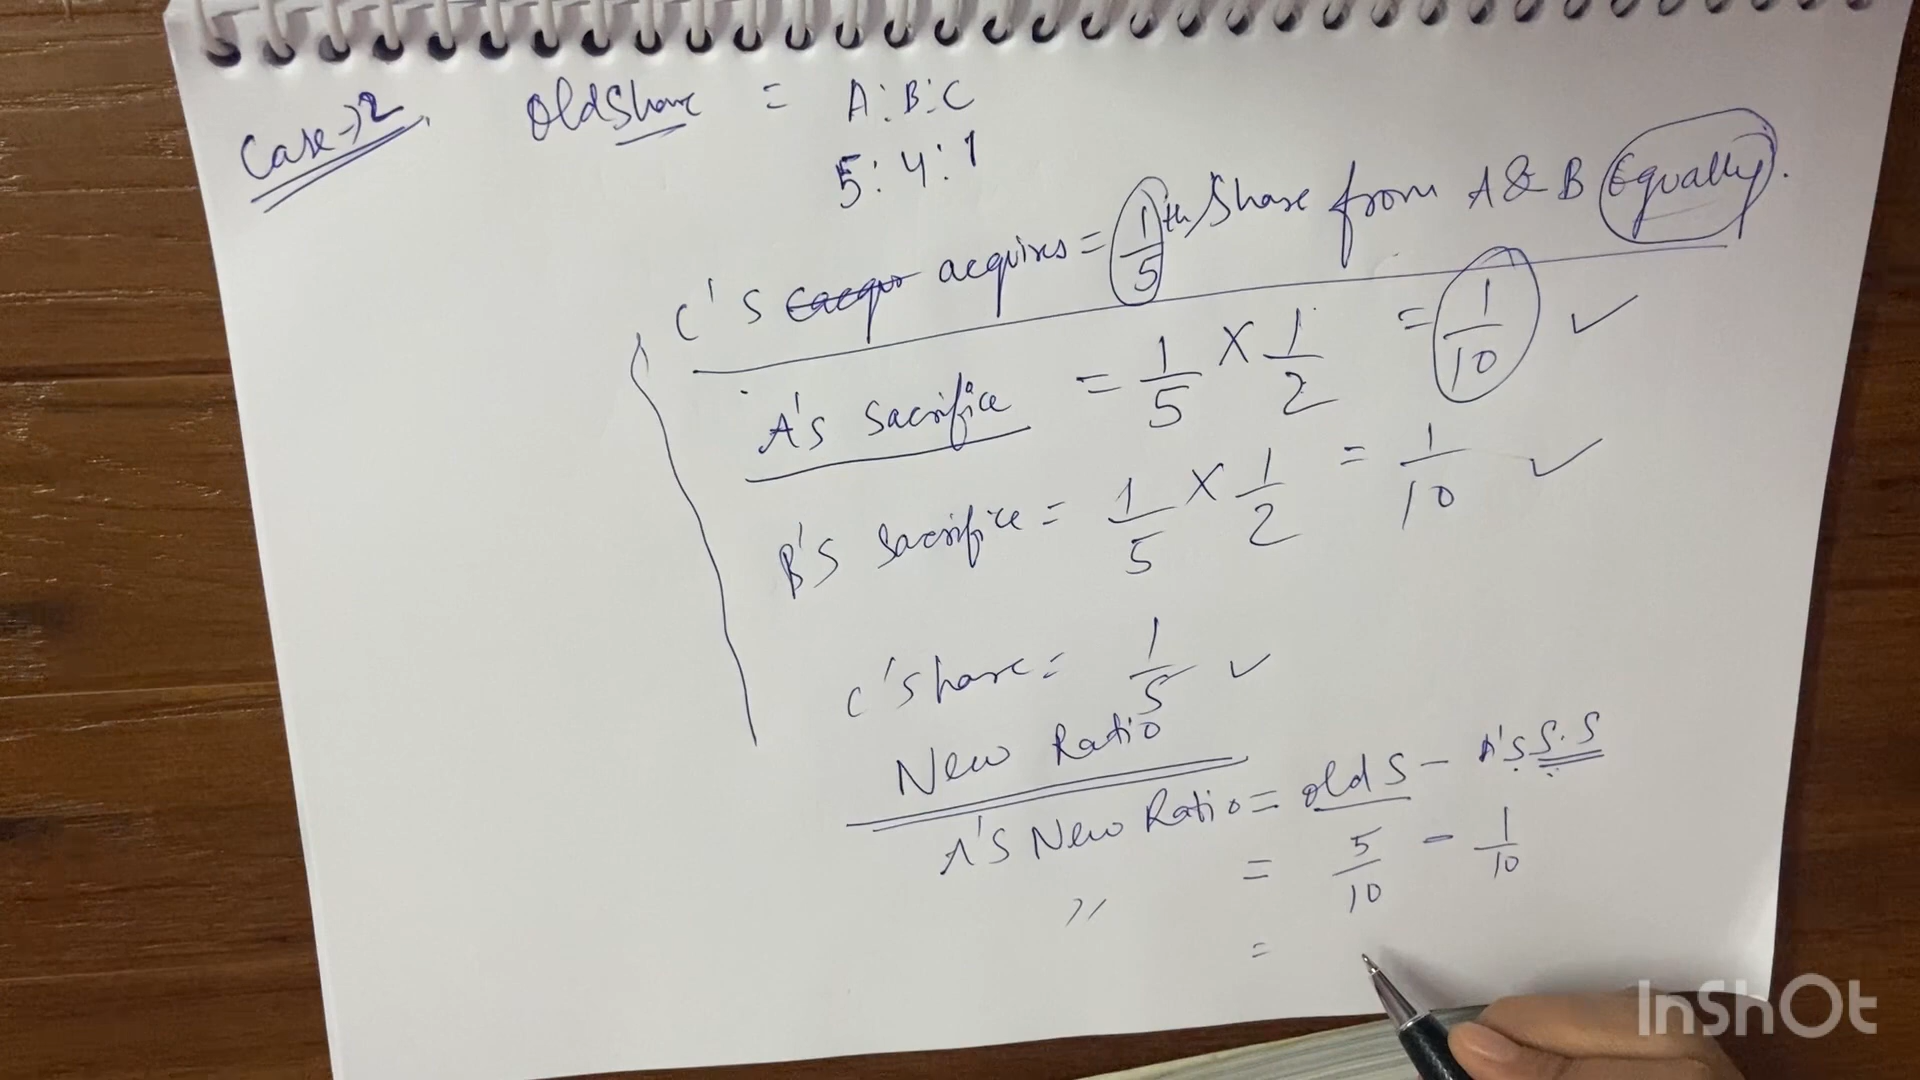 Case → 2 Old Share = A : B : C
5 : 4 : 1
C's acquires = 1/5 th Share from A & B Equally.
A's Sacrifice = 1/5 × 1/2 = 1/10 ✓
B's Sacrifice = 1/5 × 1/2 = 1/10 ✓
C'Share = 1/5 ✓
New Ratio
A's New Ratio = old S - A's S.S
= 5/10 - 1/10
" =
InShOt